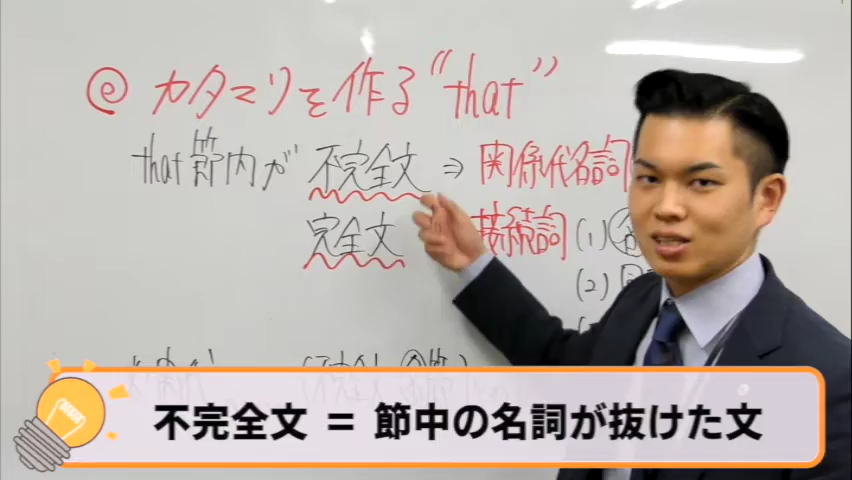 @ カタマリを作る“that”
that節内が 不完全文 ⇒ 関係代名詞
完全文 接続詞 (1)
(2)
不完全文 ＝ 節中の名詞が抜けた文